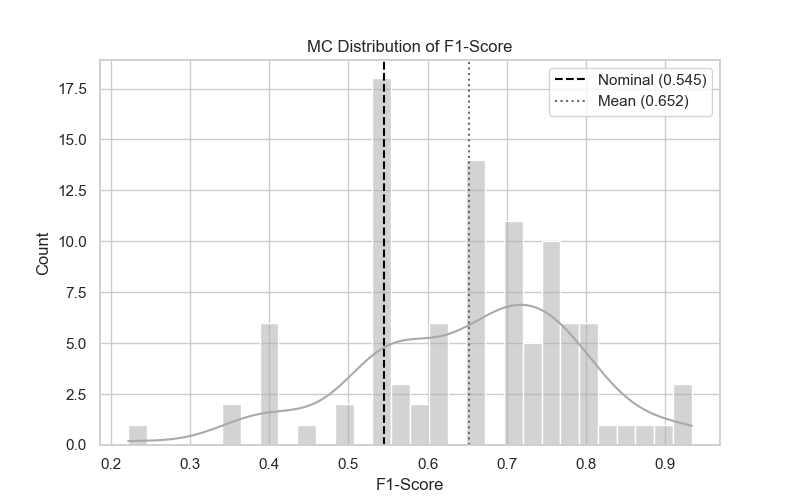 MC Distribution of F1-Score
Nominal (0.545)
Mean (0.652)
17.5
15.0
12.5
10.0
7.5
5.0
2.5
0.0
Count
0.2 0.3 0.4 0.5 0.6 0.7 0.8 0.9
F1-Score